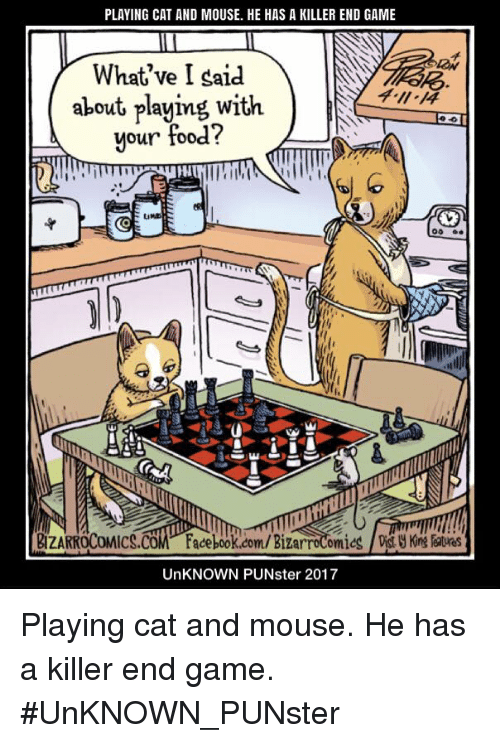 PLAYING CAT AND MOUSE. HE HAS A KILLER END GAME
What've I said
about playing with
your food?
4·11·14
BIZARROCOMICS.COM Facebook.com/BizarroComics Dist. by King Features
UnKNOWN PUNster 2017
Playing cat and mouse. He has
a killer end game.
#UnKNOWN_PUNster